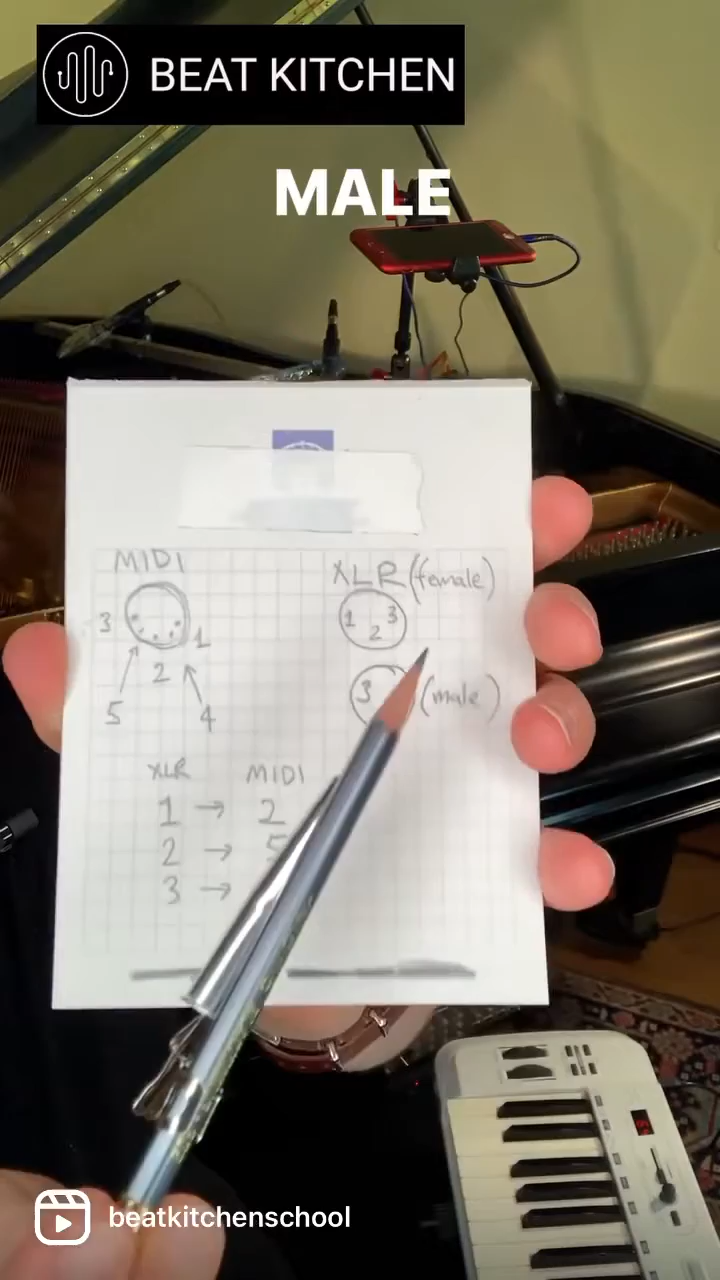 BEAT KITCHEN
MALE
MIDI
XLR (female)
3
1
1 2 3
2
5
4
3
(male)
XLR MIDI
1 → 2
2 → 5
3 →
beatkitchenschool